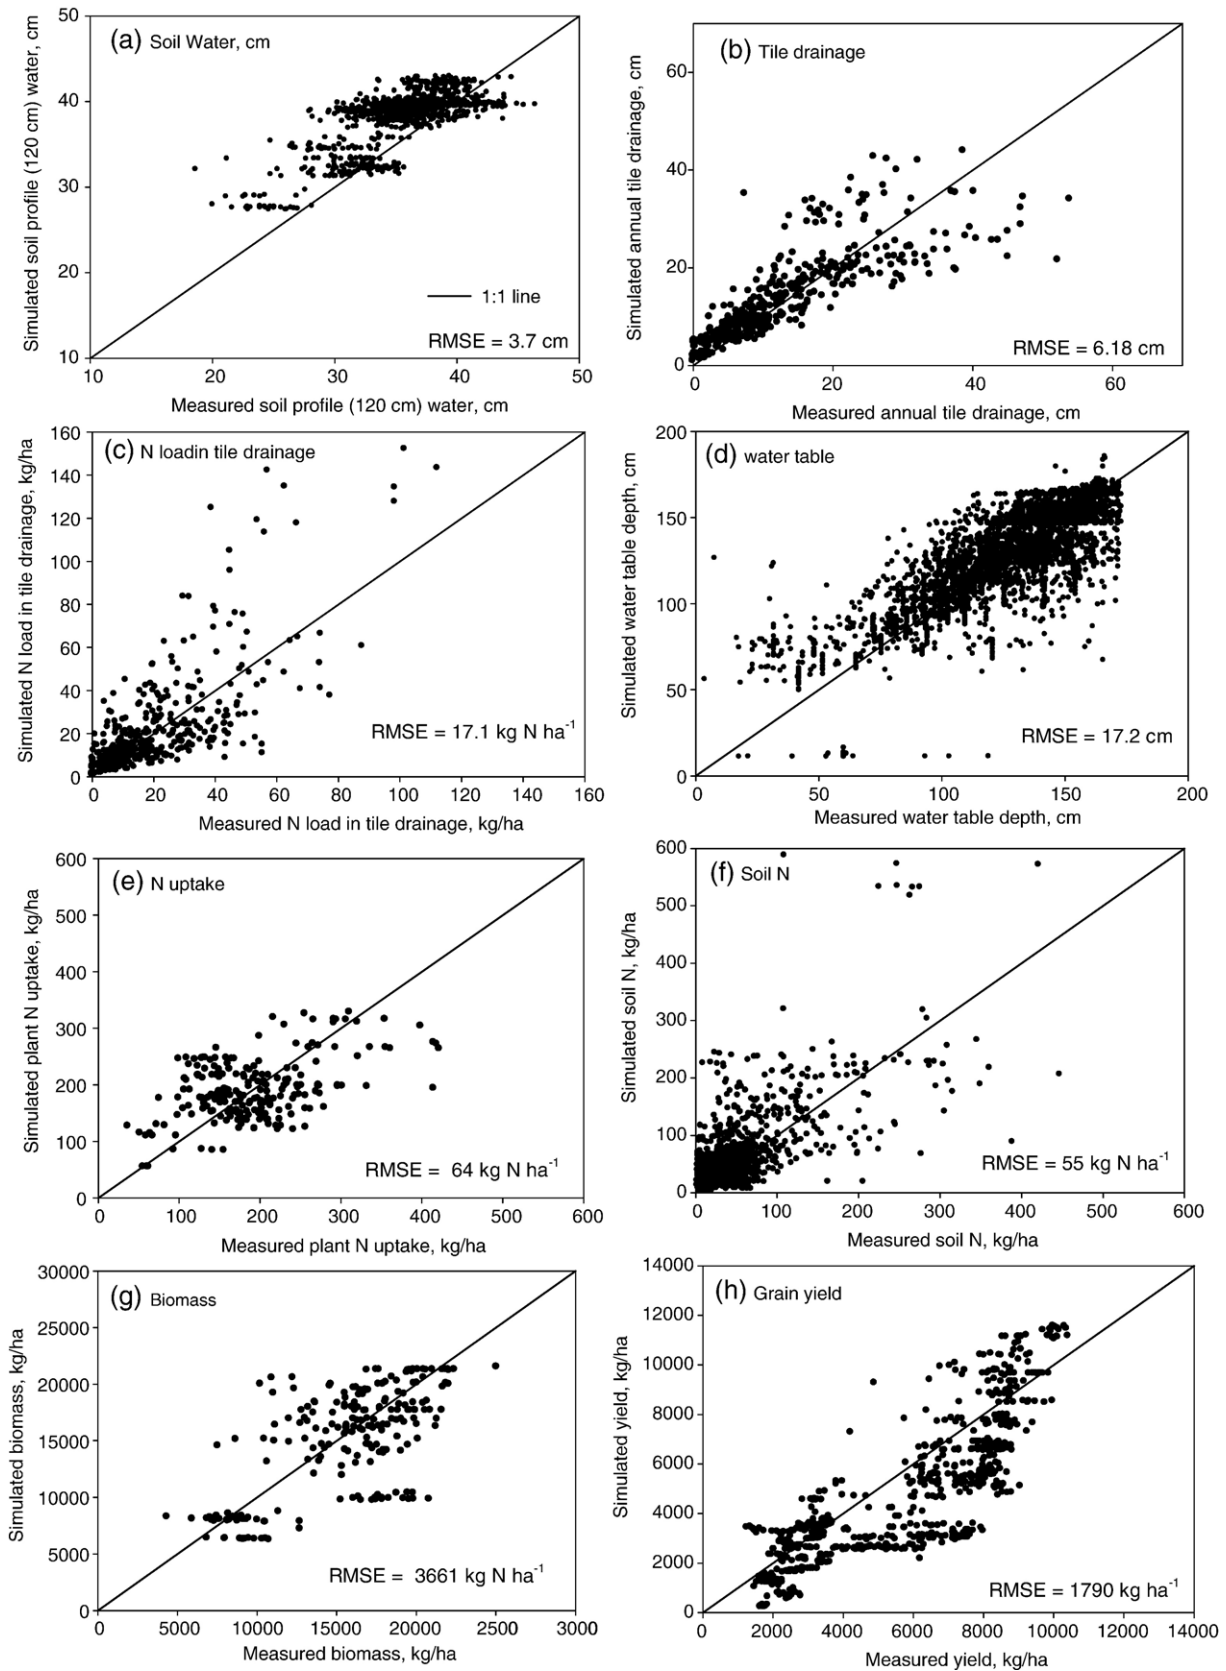 (a) Soil Water, cm
Simulated soil profile (120 cm) water, cm
50
40
30
20
10
1:1 line
RMSE = 3.7 cm
10 20 30 40 50
Measured soil profile (120 cm) water, cm
(b) Tile drainage
Simulated annual tile drainage, cm
60
40
20
0
RMSE = 6.18 cm
0 20 40 60
Measured annual tile drainage, cm
(c) N loadin tile drainage
Simulated N load in tile drainage, kg/ha
160
140
120
100
80
60
40
20
0
RMSE = 17.1 kg N ha⁻¹
0 20 40 60 80 100 120 140 160
Measured N load in tile drainage, kg/ha
(d) water table
Simulated water table depth, cm
200
150
100
50
0
RMSE = 17.2 cm
50 100 150 200
Measured water table depth, cm
(e) N uptake
Simulated plant N uptake, kg/ha
600
500
400
300
200
100
0
RMSE = 64 kg N ha⁻¹
0 100 200 300 400 500 600
Measured plant N uptake, kg/ha
(f) Soil N
Simulated soil N, kg/ha
600
500
400
300
200
100
0
RMSE = 55 kg N ha⁻¹
0 100 200 300 400 500 600
Measured soil N, kg/ha
(g) Biomass
Simulated biomass, kg/ha
30000
25000
20000
15000
10000
5000
0
RMSE = 3661 kg N ha⁻¹
0 5000 10000 15000 20000 2500 3000
Measured biomass, kg/ha
(h) Grain yield
Simulated yield, kg/ha
14000
12000
10000
8000
6000
4000
2000
0
RMSE = 1790 kg ha⁻¹
0 2000 4000 6000 8000 10000 12000 14000
Measured yield, kg/ha